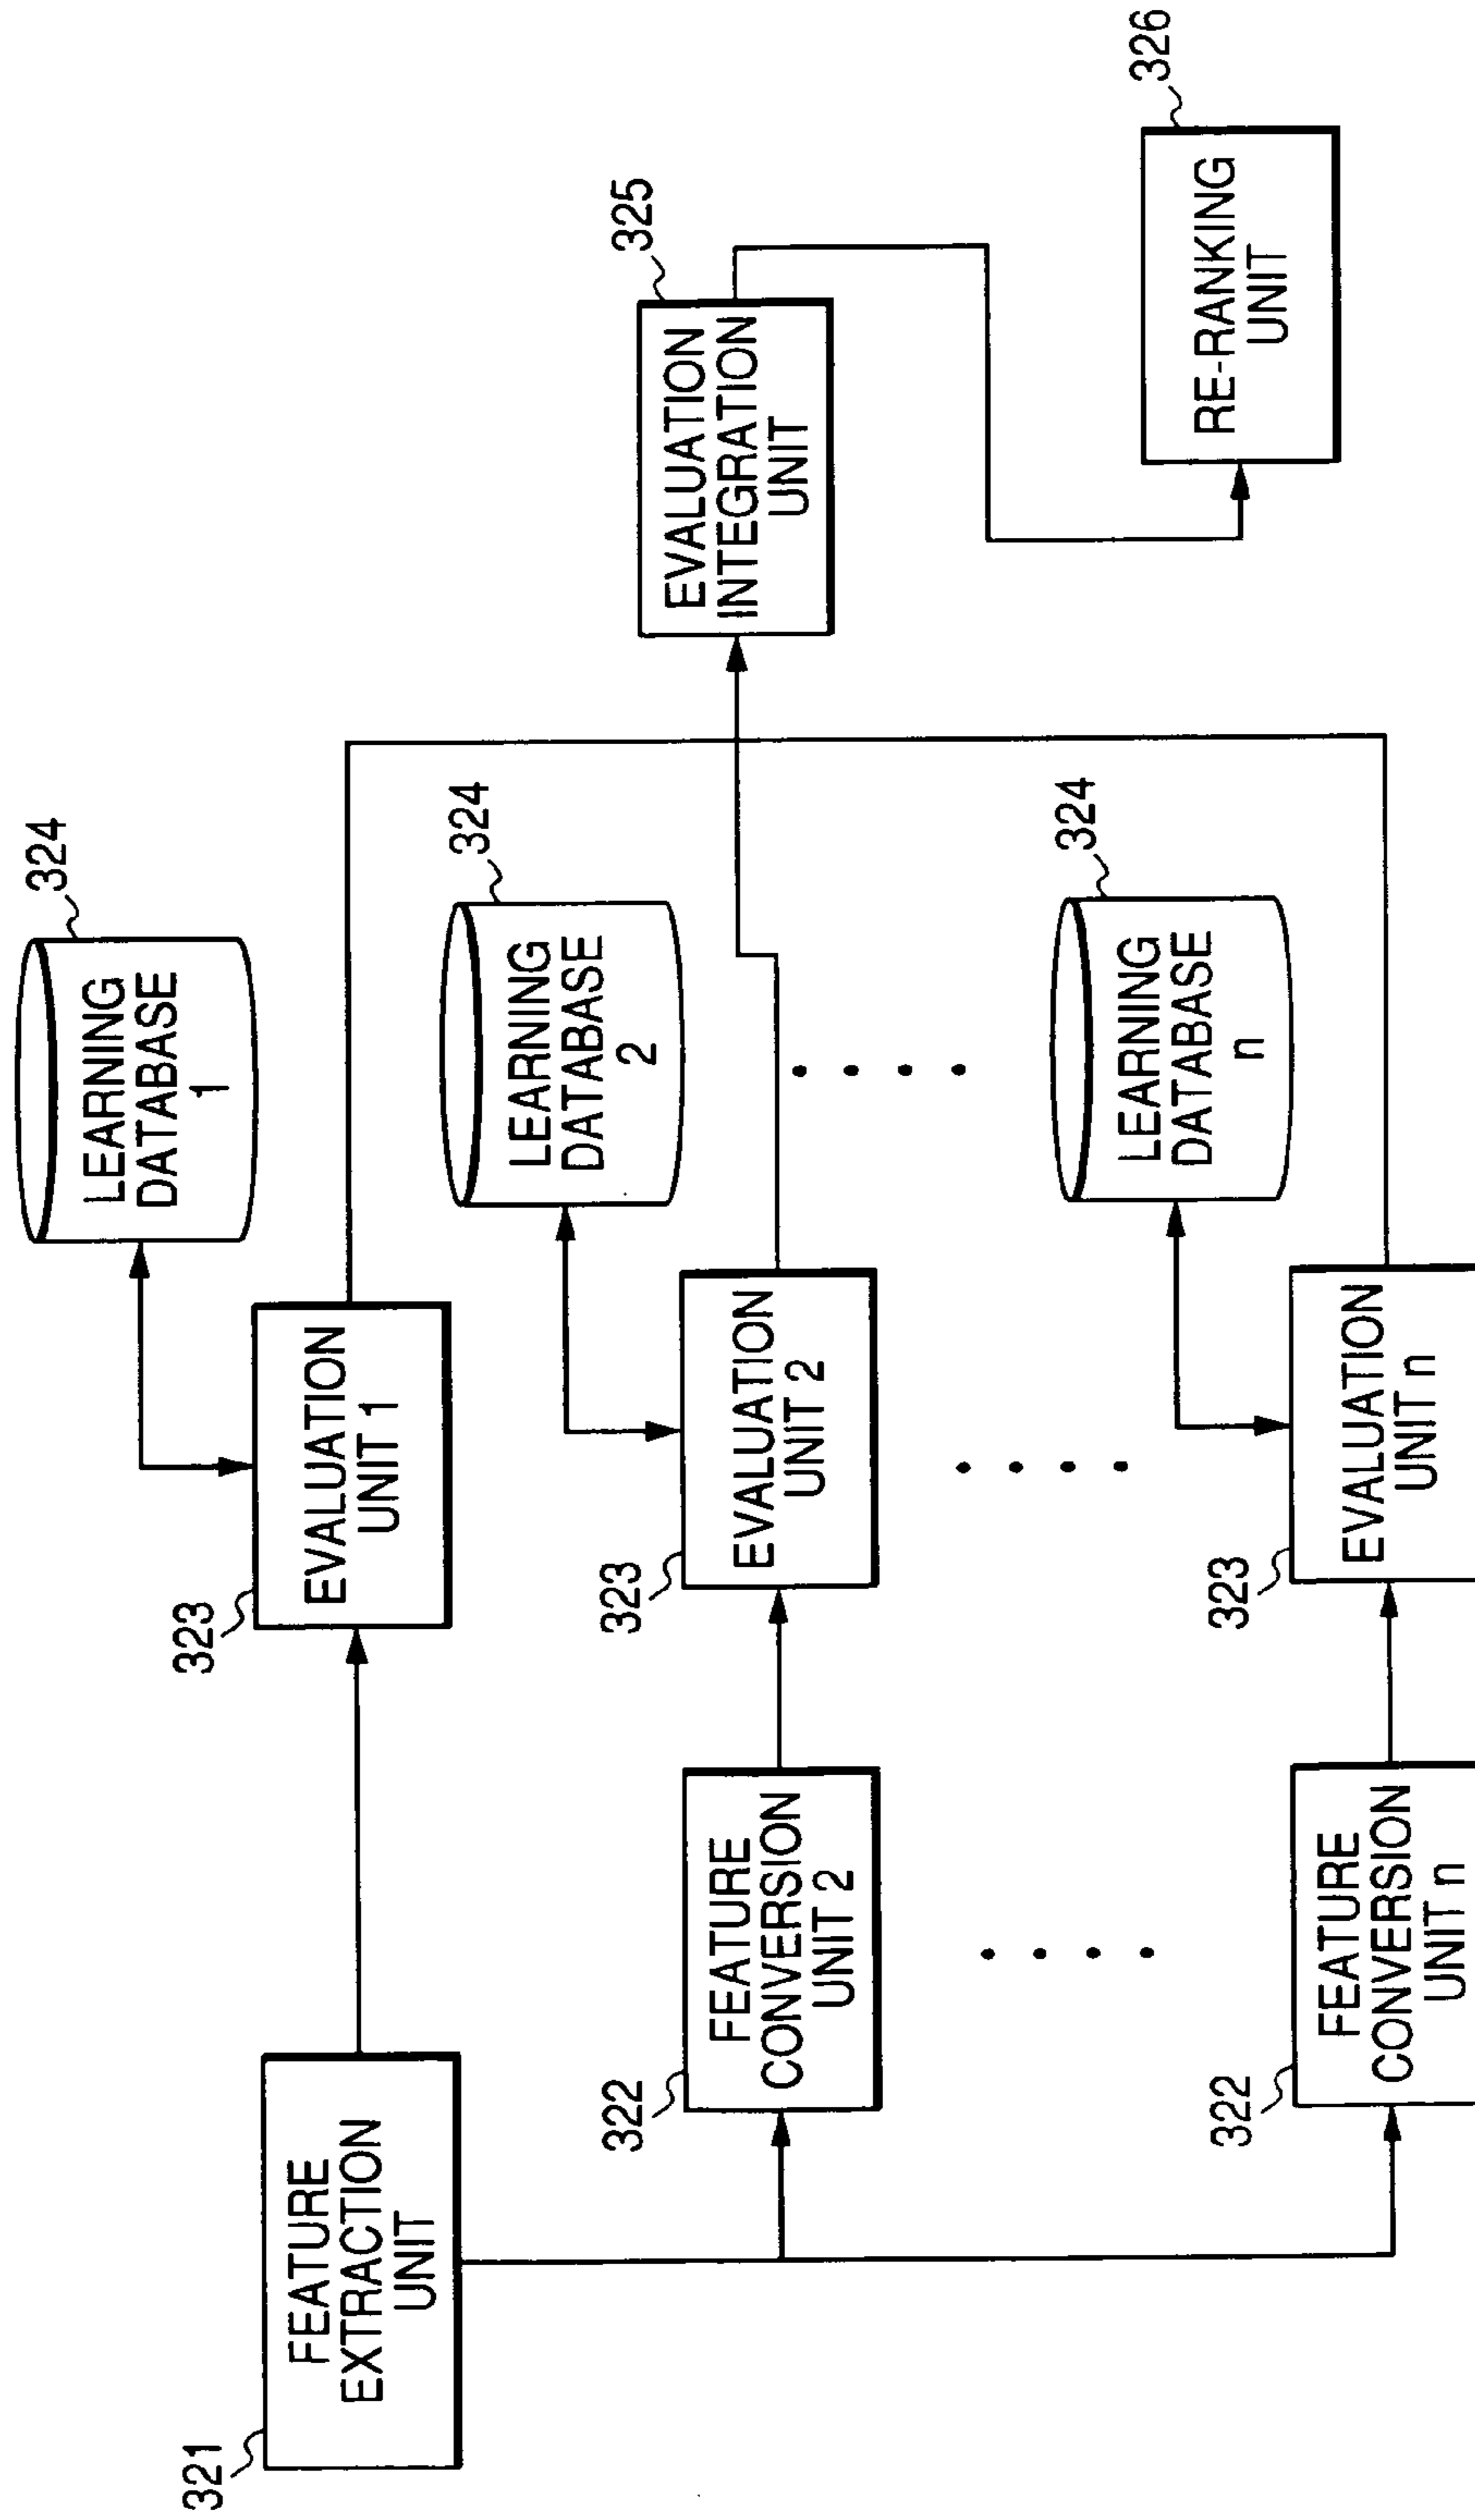 321
FEATURE
EXTRACTION
UNIT
323
EVALUATION
UNIT 1
324
LEARNING
DATABASE
1
322
FEATURE
CONVERSION
UNIT 2
323
EVALUATION
UNIT 2
324
LEARNING
DATABASE
2
322
FEATURE
CONVERSION
UNIT n
323
EVALUATION
UNIT n
324
LEARNING
DATABASE
n
325
EVALUATION
INTEGRATION
UNIT
326
RE-RANKING
UNIT